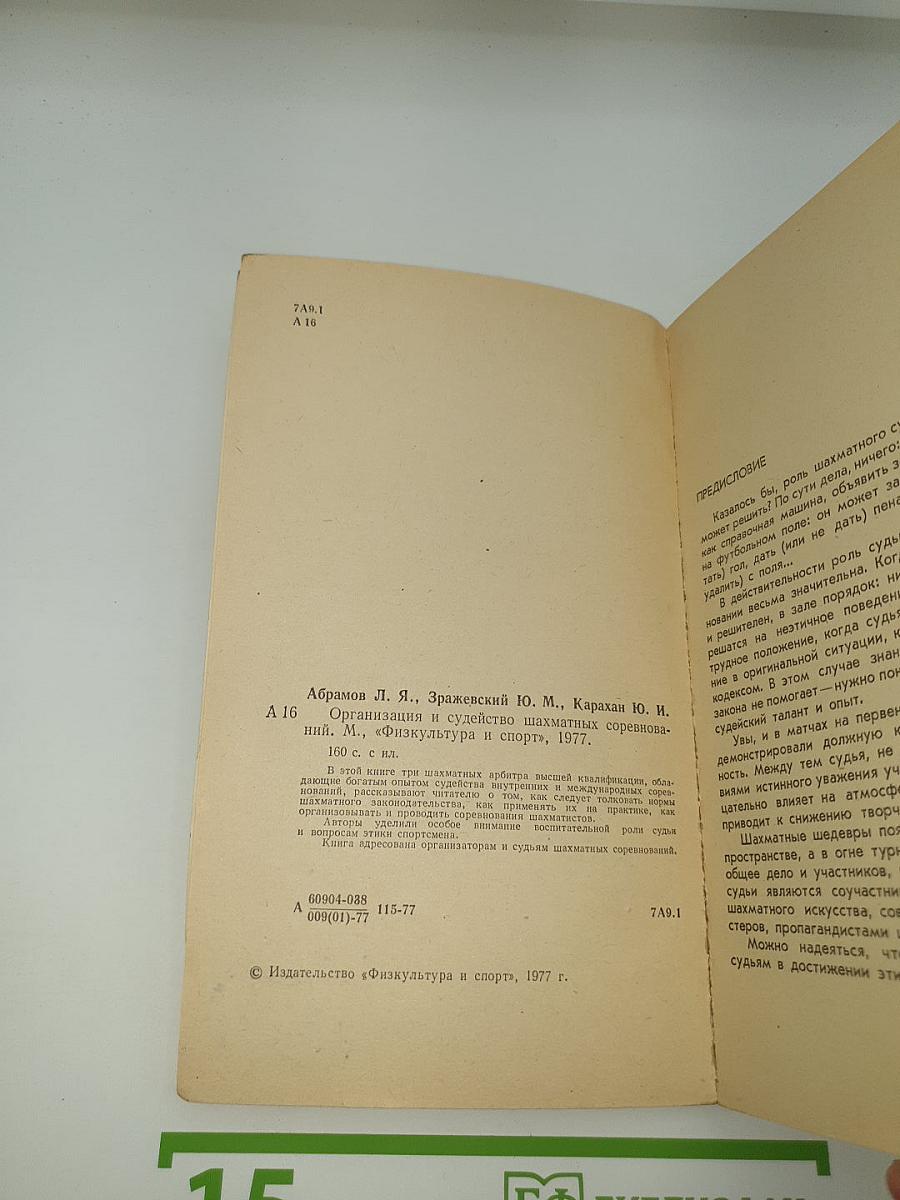 7А9.1
А 16
Абрамов Л. Я., Зражевский Ю. М., Карахан Ю. И.
А 16 Организация и судейство шахматных соревнова-
ний. М., «Физкультура и спорт», 1977.
160 с. с ил.
В этой книге три шахматных арбитра высшей квалификации, обла-
дающие богатым опытом судейства внутренних и международных сорев-
нований, рассказывают читателю о том, как следует толковать нормы
шахматного законодательства, как применять их на практике, как
организовывать и проводить соревнования шахматистов.
Авторы уделили особое внимание воспитательной роли судьи
и вопросам этики спортсмена.
Книга адресована организаторам и судьям шахматных соревнований.
А 60904-038
009(01)-77 115-77 7А9.1
© Издательство «Физкультура и спорт», 1977 г.
ПРЕДИСЛОВИЕ
Казалось бы, роль шахматного су
может решить? По сути дела, ничего:
как справочная машина, объявить з
на футбольном поле: он может за
тать) гол, дать (или не дать) пена
удалить) с поля...
В действительности роль судь
новании весьма значительна. Ког
и решителен, в зале порядок: ни
решатся на неэтичное поведени
трудное положение, когда судья
ние в оригинальной ситуации, к
кодексом. В этом случае знан
закона не помогает — нужно пон
судейский талант и опыт.
Увы, и в матчах на первен
демонстрировали должную к
ность. Между тем судья, не
виями истинного уважения уч
цательно влияет на атмосфе
приводит к снижению творч
Шахматные шедевры поя
пространстве, а в огне турн
общее дело и участников,
судьи являются соучастни
шахматного искусства, сов
стеров, пропагандистами ш
Можно надеяться, что
судьям в достижении эти
15